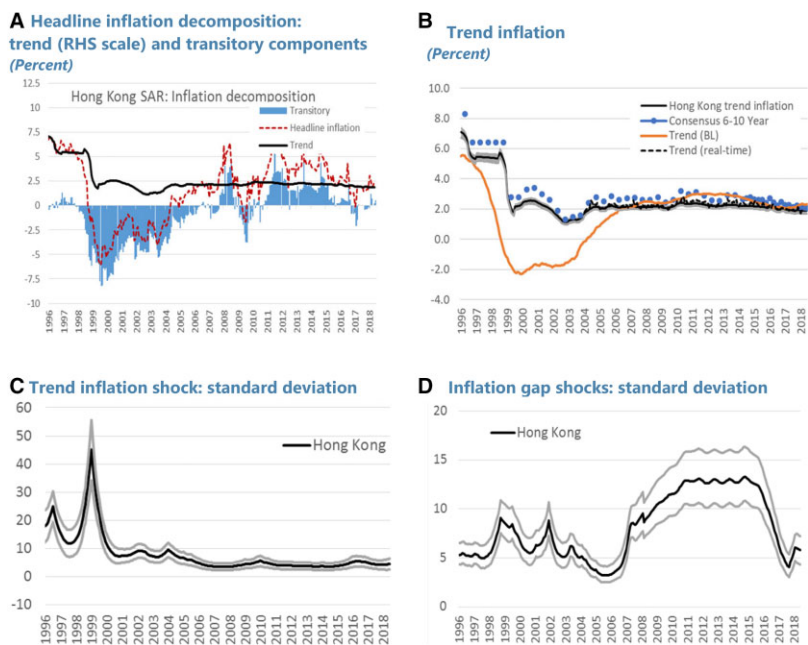 A Headline inflation decomposition:
trend (RHS scale) and transitory components
(Percent)
Hong Kong SAR: Inflation decomposition
Transitory
Headline inflation
Trend
12.5
10
7.5
5
2.5
0
-2.5
-5
-7.5
-10
1996 1997 1998 1999 2000 2001 2002 2003 2004 2005 2006 2007 2008 2009 2010 2011 2012 2013 2014 2015 2016 2017 2018
B Trend inflation
(Percent)
Hong Kong trend inflation
Consensus 6-10 Year
Trend (BL)
Trend (real-time)
10.0
8.0
6.0
4.0
2.0
0.0
-2.0
-4.0
1996 1997 1998 1999 2000 2001 2002 2003 2004 2005 2006 2007 2008 2009 2010 2011 2012 2013 2014 2015 2016 2017 2018
C Trend inflation shock: standard deviation
Hong Kong
60
50
40
30
20
10
0
-10
1996 1997 1998 1999 2000 2001 2002 2003 2004 2005 2006 2007 2008 2009 2010 2011 2012 2013 2014 2015 2016 2017 2018
D Inflation gap shocks: standard deviation
Hong Kong
20
15
10
5
0
1996 1997 1998 1999 2000 2001 2002 2003 2004 2005 2006 2007 2008 2009 2010 2011 2012 2013 2014 2015 2016 2017 2018